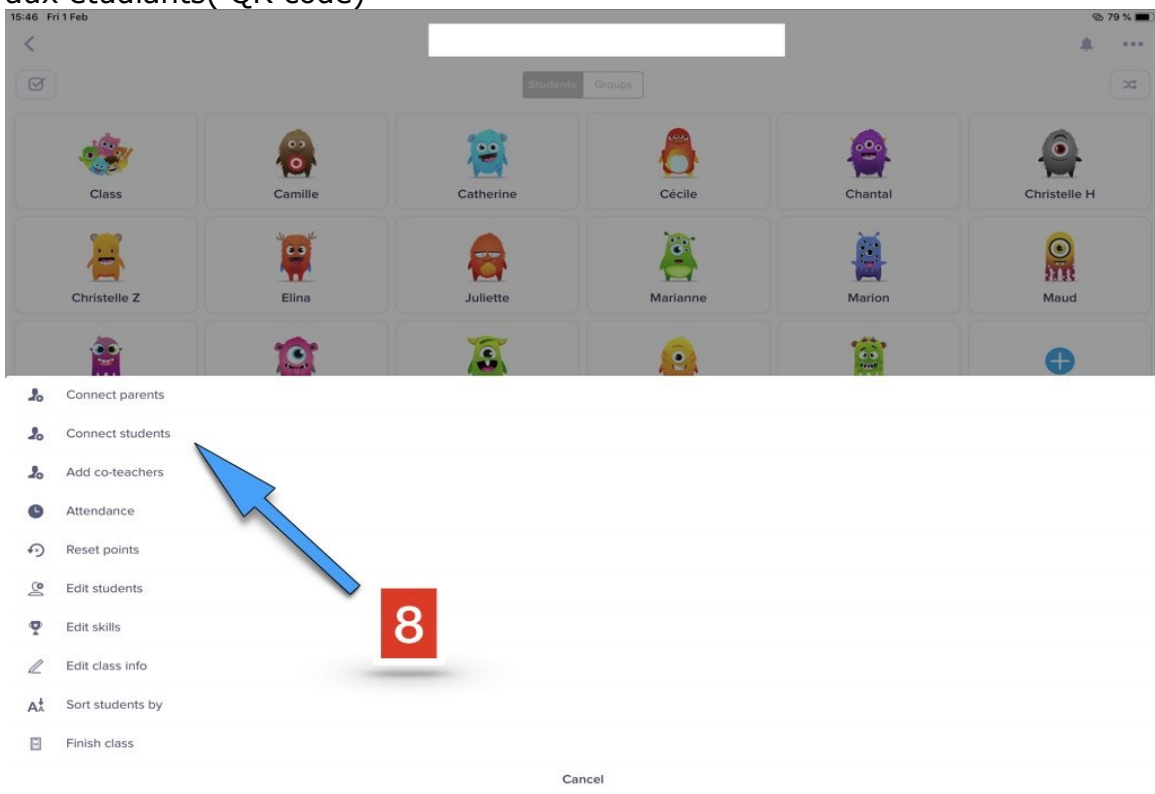 aux étudiants( QR code)
15:46 Fri 1 Feb
79 %
Students Groups
Class Camille Catherine Cécile Chantal Christelle H
Christelle Z Elina Juliette Marianne Marion Maud
Connect parents
Connect students
Add co-teachers
Attendance
Reset points
Edit students
8
Edit skills
Edit class info
Sort students by
Finish class
Cancel